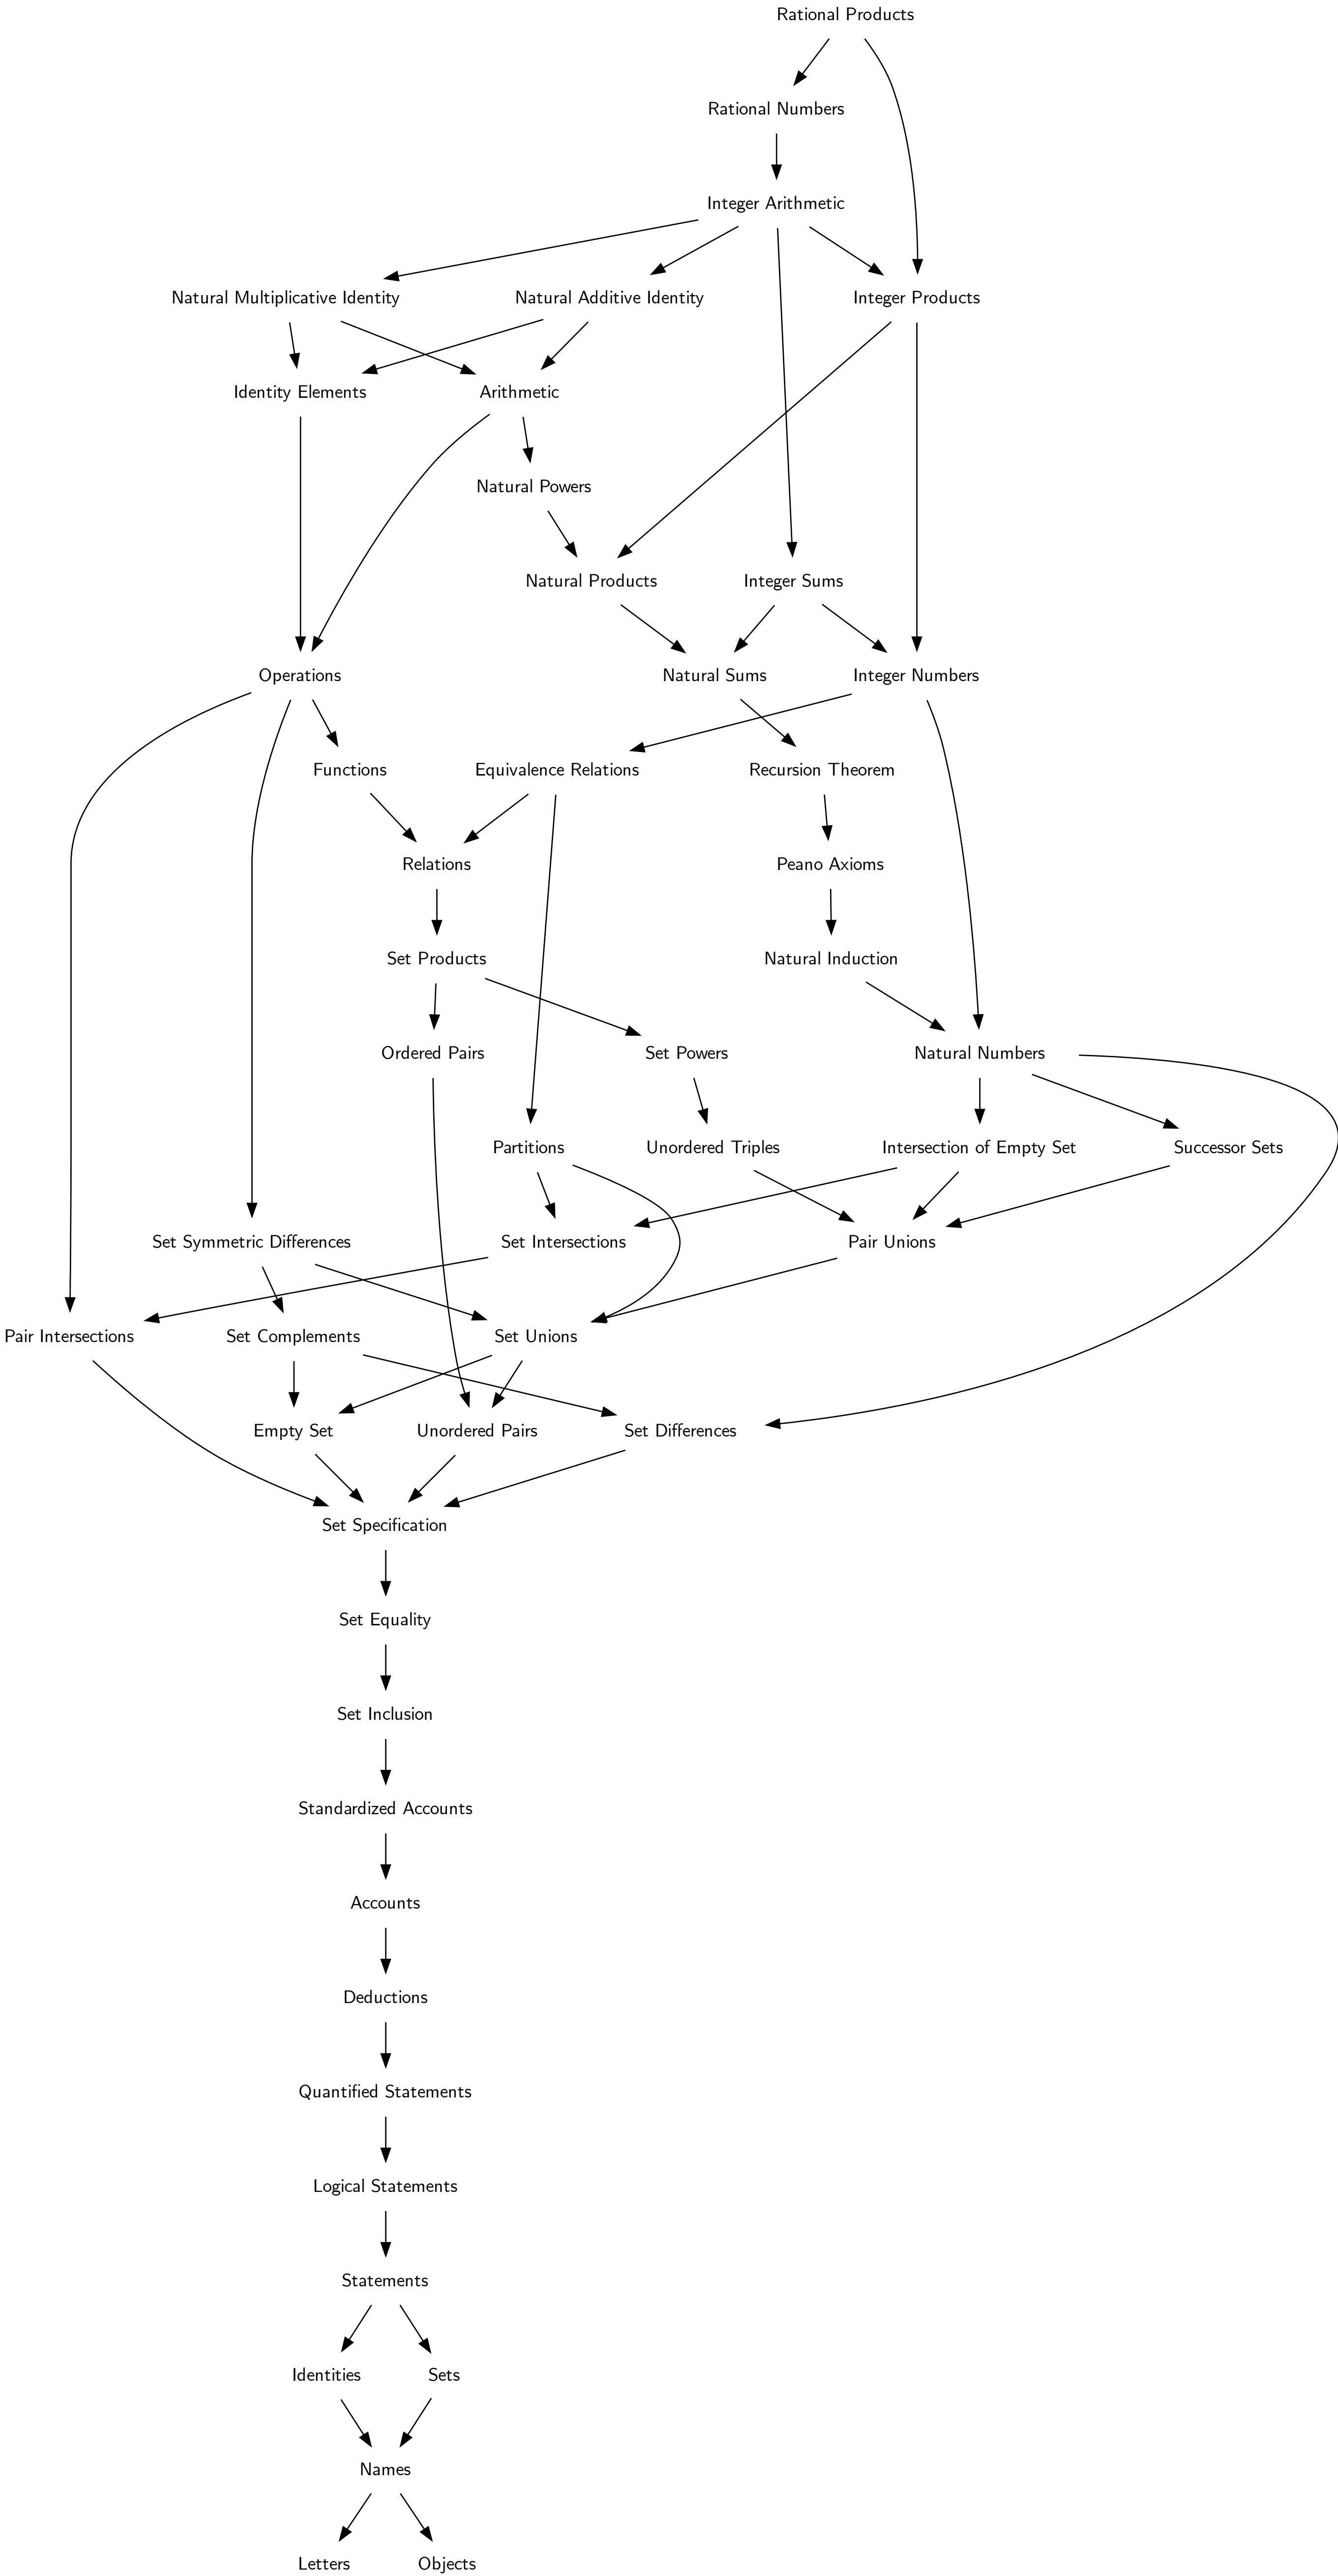 Rational Products
Rational Numbers
Integer Arithmetic
Natural Multiplicative Identity
Natural Additive Identity
Integer Products
Identity Elements
Arithmetic
Natural Powers
Natural Products
Integer Sums
Operations
Natural Sums
Integer Numbers
Functions
Equivalence Relations
Recursion Theorem
Relations
Peano Axioms
Set Products
Natural Induction
Ordered Pairs
Set Powers
Natural Numbers
Partitions
Unordered Triples
Intersection of Empty Set
Successor Sets
Set Symmetric Differences
Set Intersections
Pair Unions
Pair Intersections
Set Complements
Set Unions
Empty Set
Unordered Pairs
Set Differences
Set Specification
Set Equality
Set Inclusion
Standardized Accounts
Accounts
Deductions
Quantified Statements
Logical Statements
Statements
Identities
Sets
Names
Letters
Objects